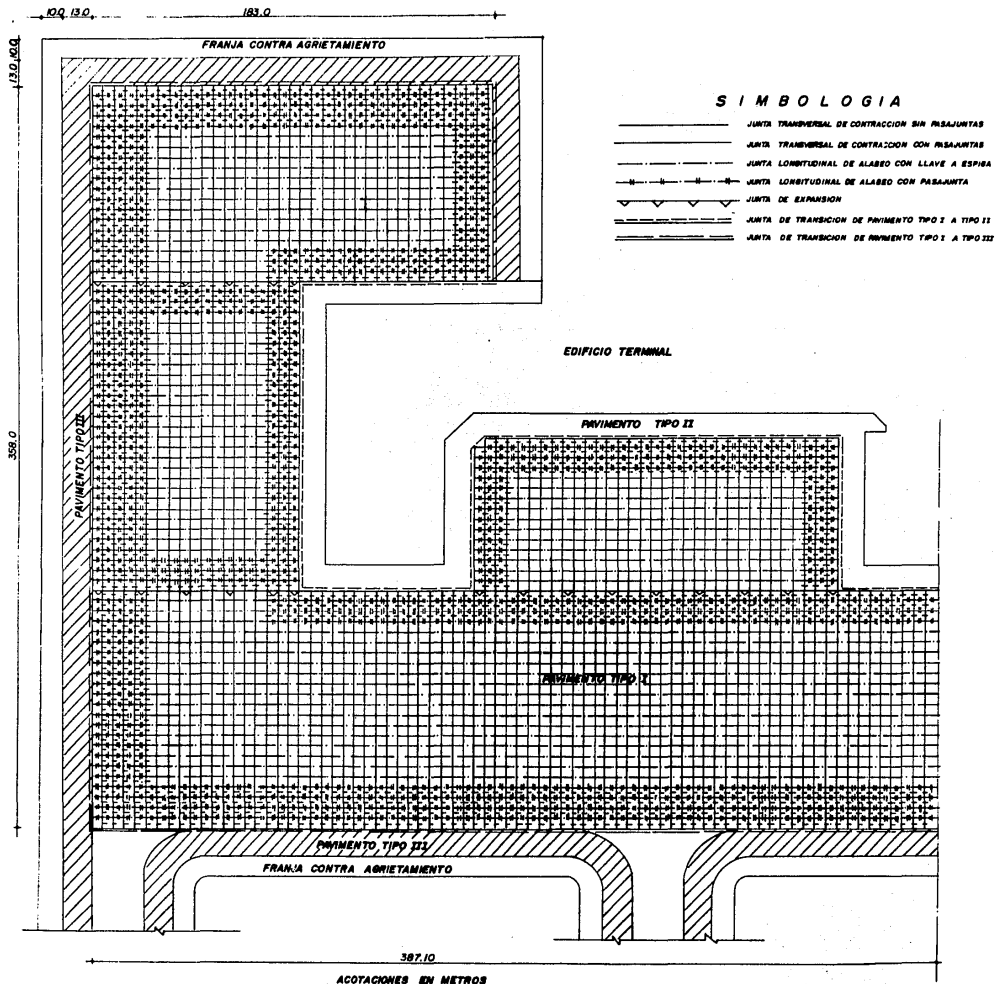 10.0 13.0 183.0
13.0 10.0
FRANJA CONTRA AGRIETAMIENTO
SIMBOLOGIA
JUNTA TRANSVERSAL DE CONTRACCION SIN PASAJUNTAS
JUNTA TRANSVERSAL DE CONTRACCION CON PASAJUNTAS
JUNTA LONGITUDINAL DE ALABEO CON LLAVE A ESPIGA
JUNTA LONGITUDINAL DE ALABEO CON PASAJUNTA
JUNTA DE EXPANSION
JUNTA DE TRANSICION DE PAVIMENTO TIPO I A TIPO II
JUNTA DE TRANSICION DE PAVIMENTO TIPO I A TIPO III
EDIFICIO TERMINAL
PAVIMENTO TIPO II
358.0
PAVIMENTO TIPO III
PAVIMENTO TIPO I
PAVIMENTO TIPO III
FRANJA CONTRA AGRIETAMIENTO
387.10
ACOTACIONES EN METROS